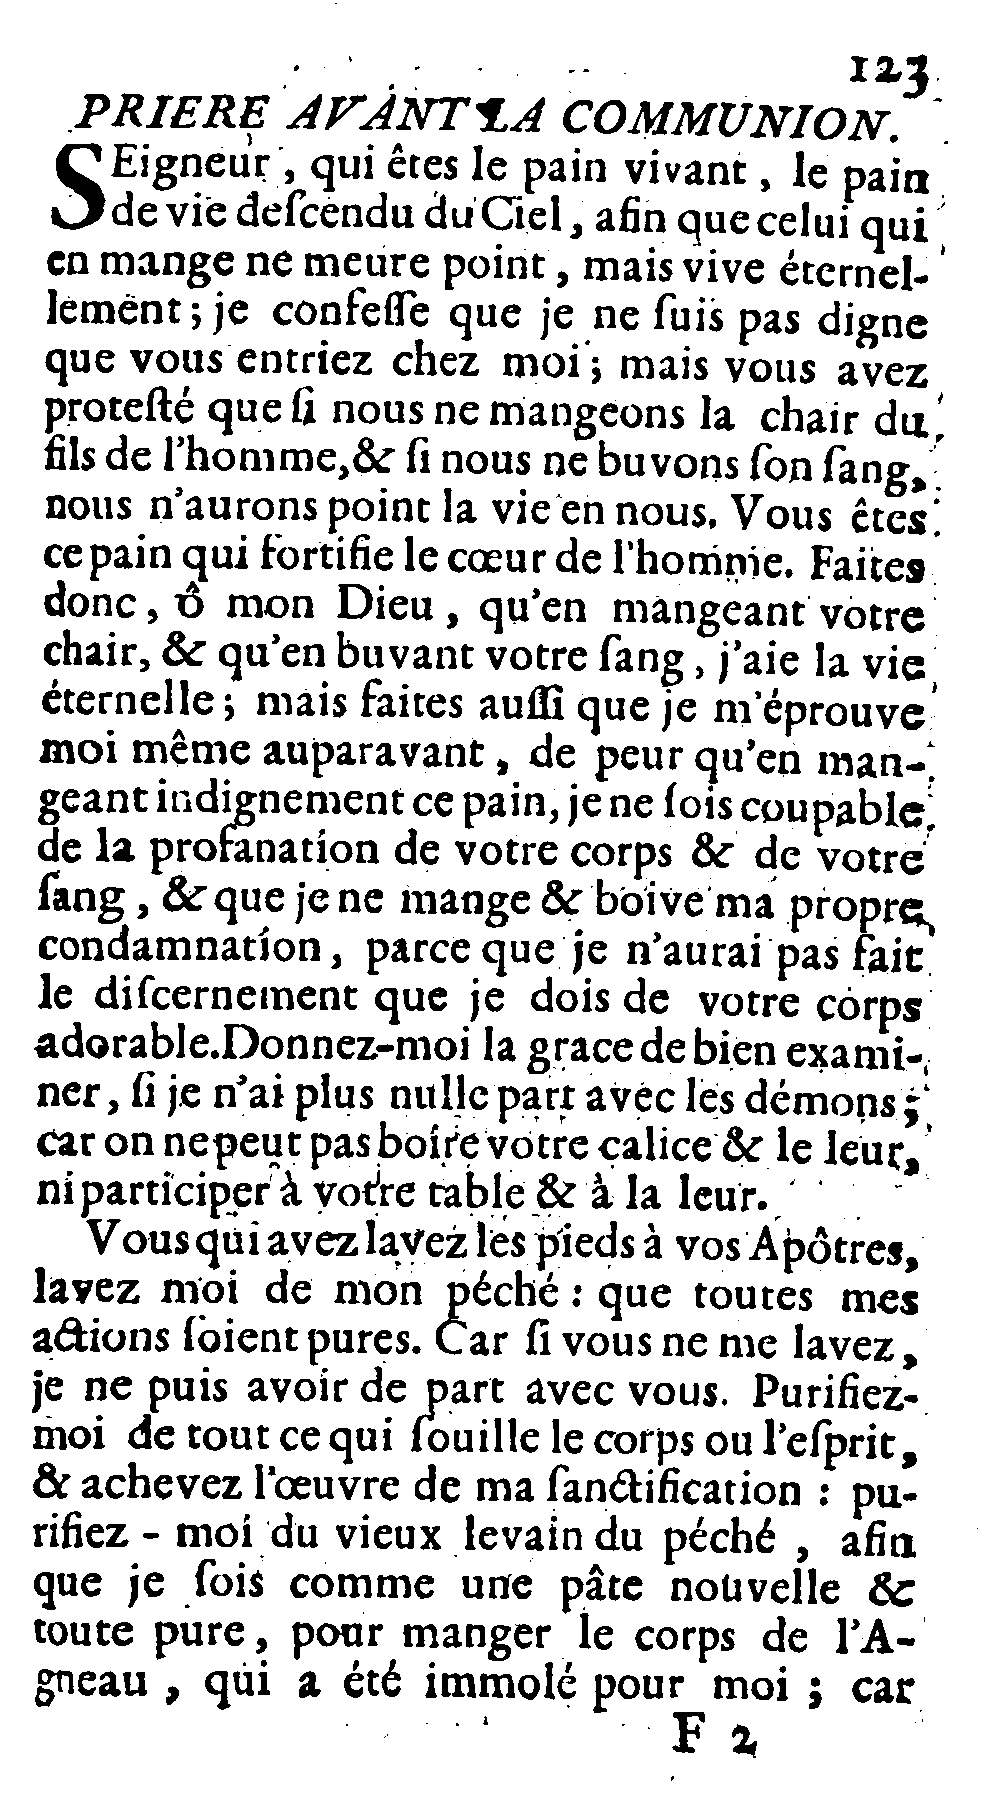 123
PRIERE AVANT LA COMMUNION.
SEigneur, qui êtes le pain vivant, le pain
de vie deſcendu du Ciel, afin que celui qui
en mange ne meure point, mais vive éternel-
lement; je confeſſe que je ne ſuis pas digne
que vous entriez chez moi; mais vous avez
proteſté que ſi nous ne mangeons la chair du
fils de l'homme, & ſi nous ne buvons ſon ſang,
nous n'aurons point la vie en nous. Vous êtes
ce pain qui fortifie le cœur de l'homme. Faites
donc, ô mon Dieu, qu'en mangeant votre
chair, & qu'en buvant votre ſang, j'aie la vie
éternelle; mais faites auſſi que je m'éprouve
moi même auparavant, de peur qu'en man-
geant indignement ce pain, je ne ſois coupable
de la profanation de votre corps & de votre
ſang, & que je ne mange & boive ma propre
condamnation, parce que je n'aurai pas fait
le diſcernement que je dois de votre corps
adorable. Donnez-moi la grace de bien exami-
ner, ſi je n'ai plus nulle part avec les démons;
car on ne peut pas boire votre calice & le leur,
ni participer à votre table & à la leur.
Vous qui avez lavez les pieds à vos Apôtres,
lavez moi de mon péché : que toutes mes
actions ſoient pures. Car ſi vous ne me lavez,
je ne puis avoir de part avec vous. Purifiez-
moi de tout ce qui ſouille le corps ou l'eſprit,
& achevez l'œuvre de ma ſanctification : pu-
rifiez - moi du vieux levain du péché, afin
que je ſois comme une pâte nouvelle &
toute pure, pour manger le corps de l'A-
gneau, qui a été immolé pour moi; car
F 2